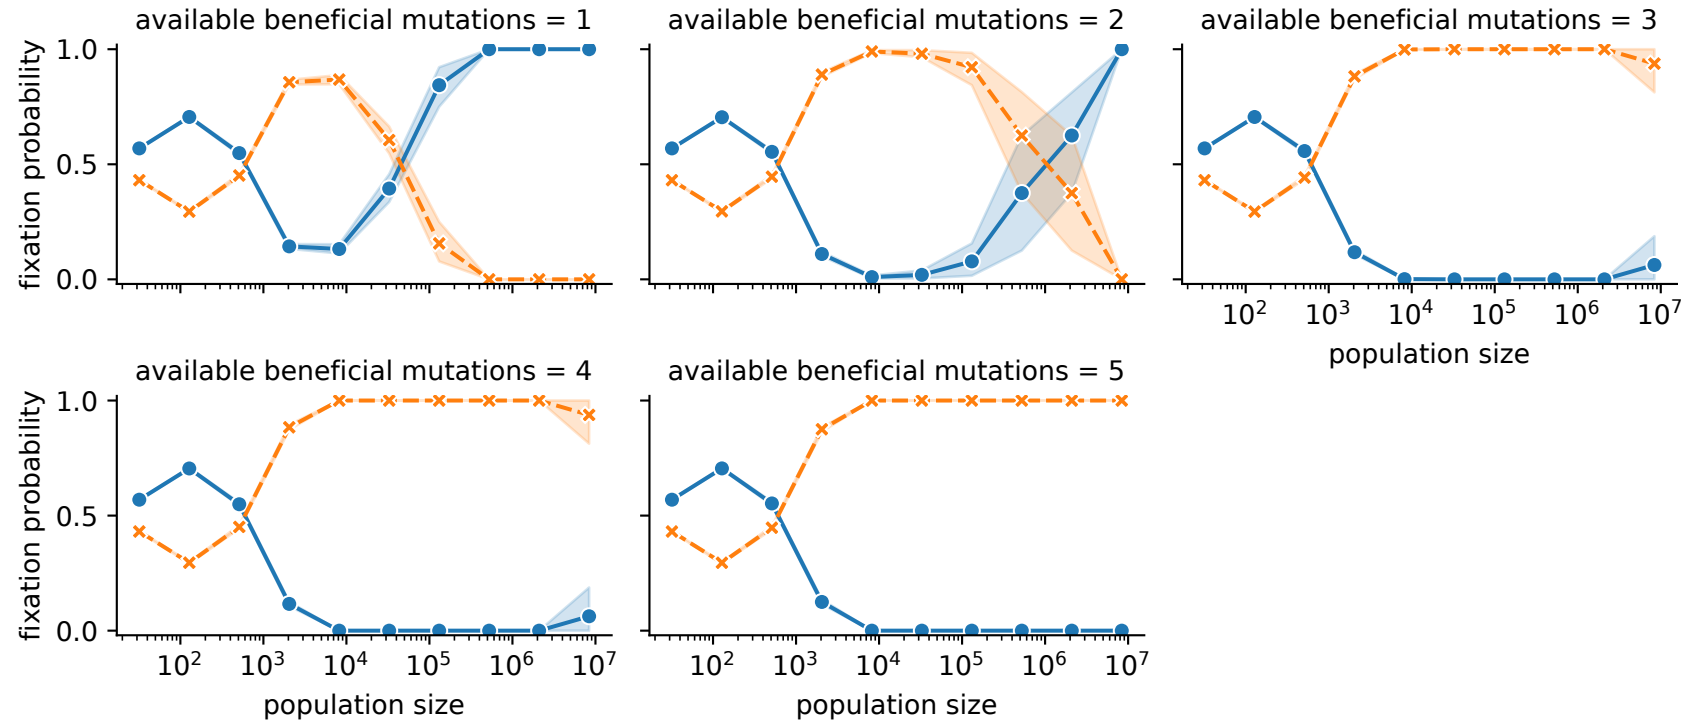 available beneficial mutations = 1
available beneficial mutations = 2
available beneficial mutations = 3
fixation probability
1.0
0.5
0.0
10² 10³ 10⁴ 10⁵ 10⁶ 10⁷
population size
available beneficial mutations = 4
available beneficial mutations = 5
fixation probability
1.0
0.5
0.0
10² 10³ 10⁴ 10⁵ 10⁶ 10⁷
10² 10³ 10⁴ 10⁵ 10⁶ 10⁷
population size
population size